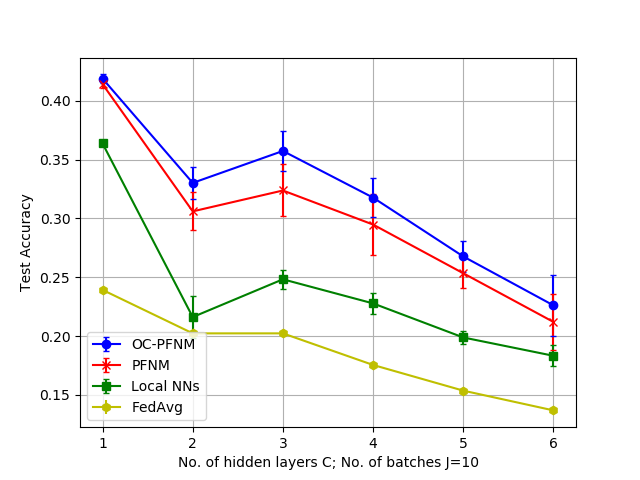 0.40
0.35
0.30
0.25
0.20
0.15
Test Accuracy
OC-PFNM
PFNM
Local NNs
FedAvg
1 2 3 4 5 6
No. of hidden layers C; No. of batches J=10